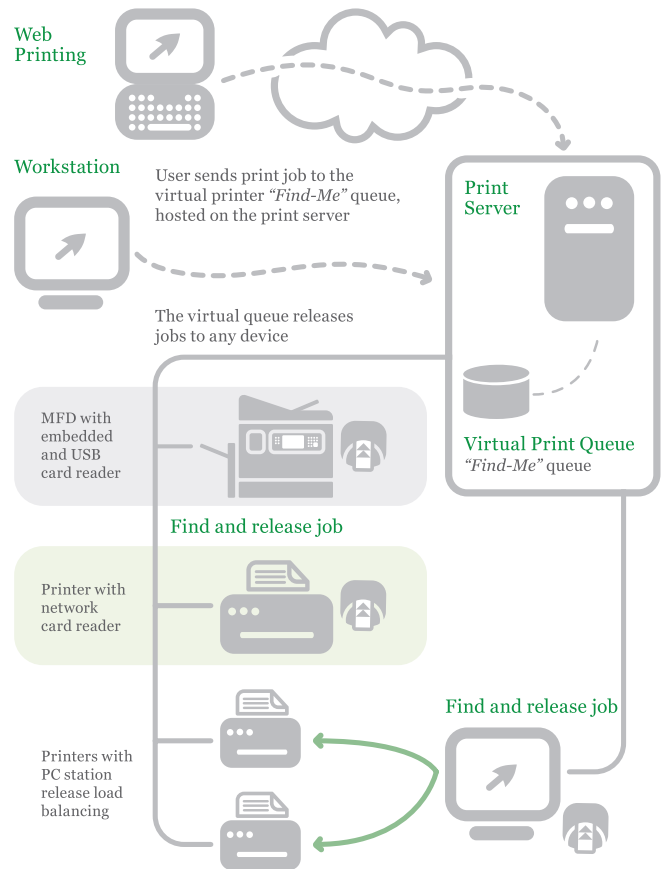 Web
Printing
Workstation
User sends print job to the
virtual printer “Find-Me” queue,
hosted on the print server
Print
Server
The virtual queue releases
jobs to any device
MFD with
embedded
and USB
card reader
Virtual Print Queue
“Find-Me” queue
Find and release job
Printer with
network
card reader
Find and release job
Printers with
PC station
release load
balancing